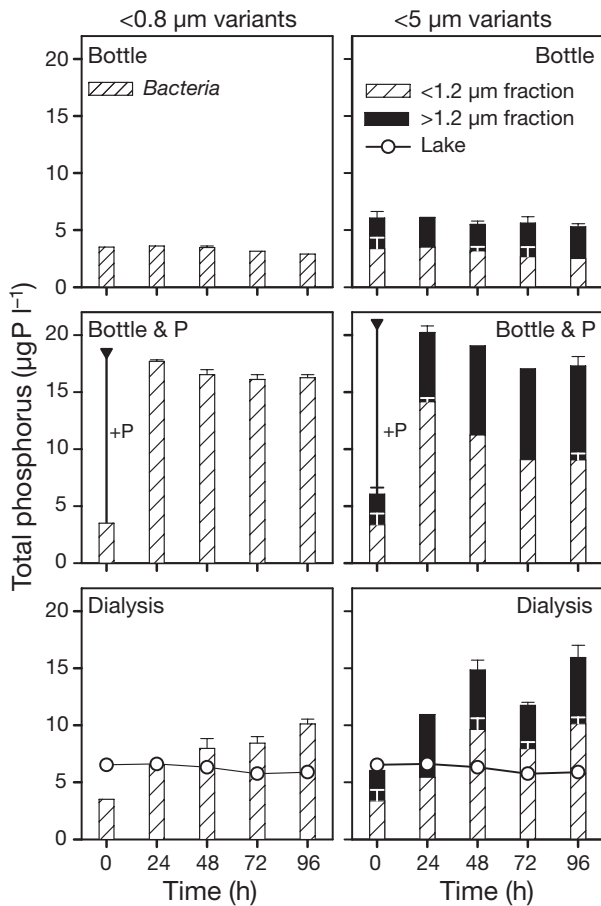 <0.8 µm variants
<5 µm variants
Bottle
Bacteria
20
15
10
5
0
Bottle
<1.2 µm fraction
>1.2 µm fraction
Lake
Bottle & P
+P
20
15
10
5
0
Bottle & P
+P
Dialysis
20
15
10
5
0
Dialysis
Total phosphorus (µgP l⁻¹)
0 24 48 72 96
0 24 48 72 96
Time (h)
Time (h)